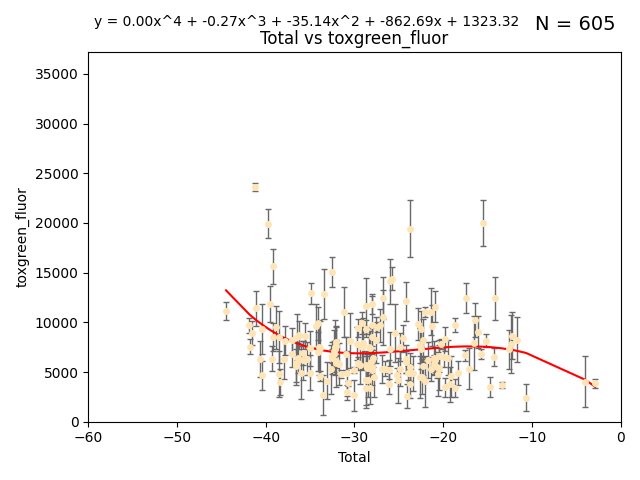 y = 0.00x^4 + -0.27x^3 + -35.14x^2 + -862.69x + 1323.32 N = 605
Total vs toxgreen_fluor
35000
30000
25000
20000
15000
10000
5000
0
toxgreen_fluor
−60 −50 −40 −30 −20 −10 0
Total